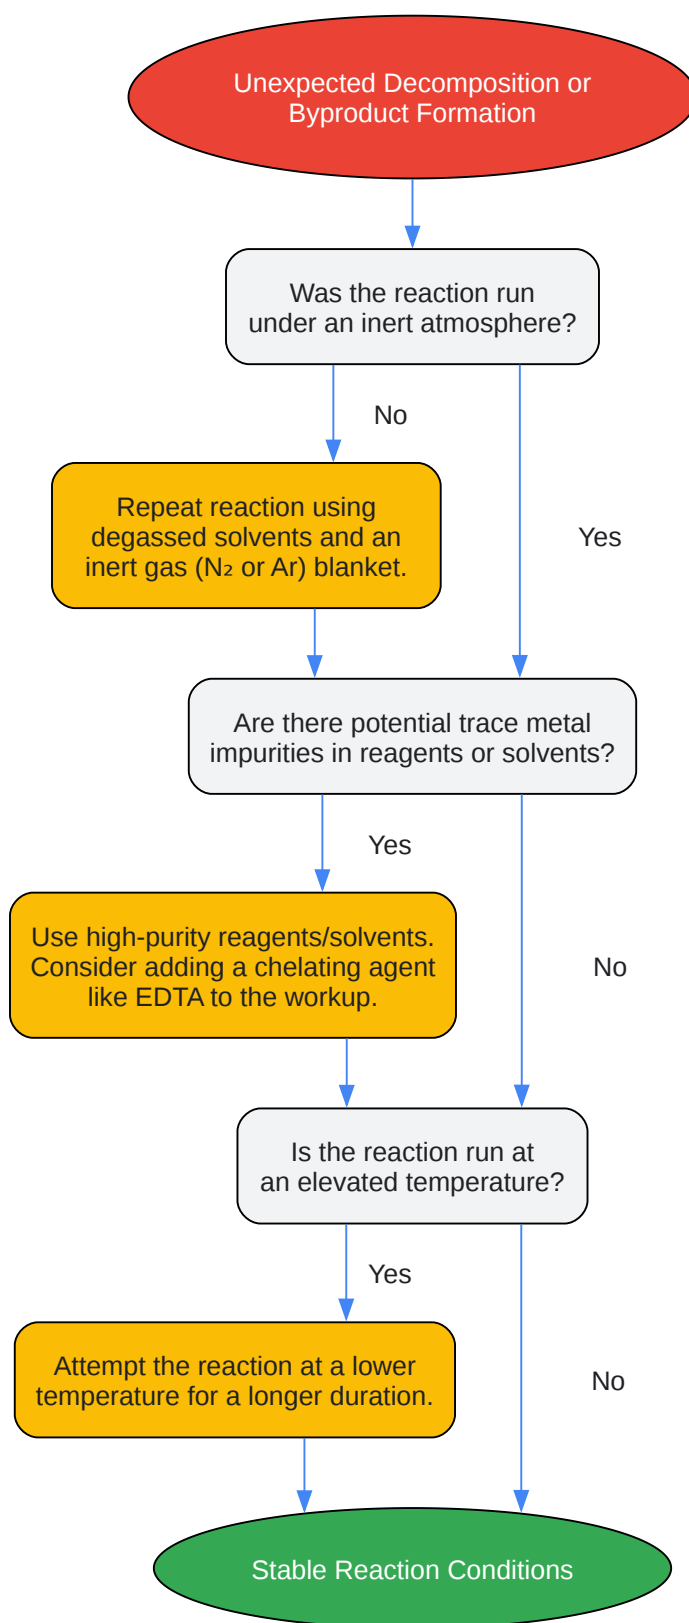 Unexpected Decomposition or
Byproduct Formation
Was the reaction run
under an inert atmosphere?
No
Repeat reaction using
degassed solvents and an
inert gas (N₂ or Ar) blanket.
Yes
Are there potential trace metal
impurities in reagents or solvents?
Yes
Use high-purity reagents/solvents.
Consider adding a chelating agent
like EDTA to the workup.
No
Is the reaction run at
an elevated temperature?
Yes
Attempt the reaction at a lower
temperature for a longer duration.
No
Stable Reaction Conditions